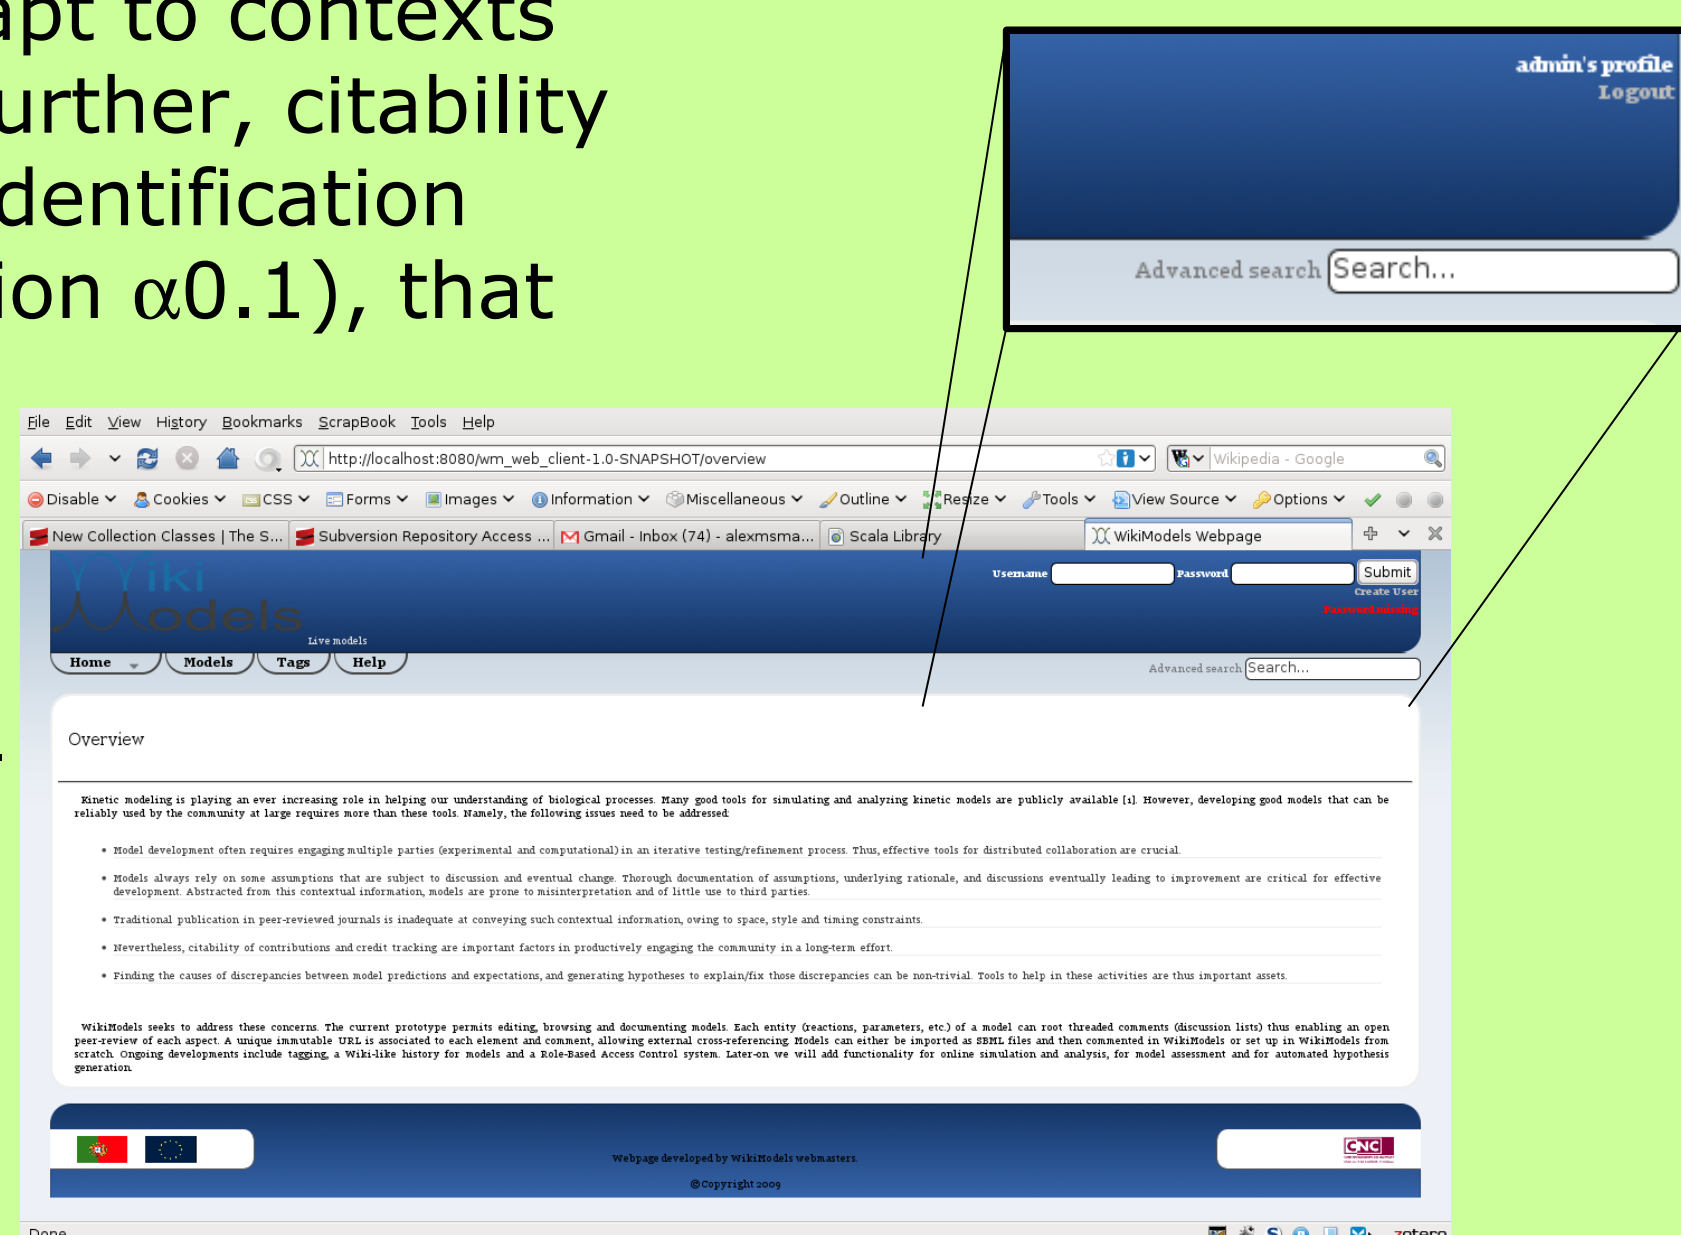 apt to contexts
urther, citability
dentification
ion α0.1), that
admin's profile
Logout
Advanced search Search...
File Edit View History Bookmarks ScrapBook Tools Help
http://localhost:8080/wm_web_client-1.0-SNAPSHOT/overview
Wikipedia - Google
Disable Cookies CSS Forms Images Information Miscellaneous Outline Resize Tools View Source Options
New Collection Classes | The S... Subversion Repository Access ... Gmail - Inbox (74) - alexmsma... Scala Library WikiModels Webpage
Wiki
Models
Live models
Username Password Submit
Create User
Password missing
Home Models Tags Help
Advanced search Search...
Overview
Kinetic modeling is playing an ever increasing role in helping our understanding of biological processes. Many good tools for simulating and analyzing kinetic models are publicly available [1]. However, developing good models that can be
reliably used by the community at large requires more than these tools. Namely, the following issues need to be addressed:
• Model development often requires engaging multiple parties (experimental and computational) in an iterative testing/refinement process. Thus, effective tools for distributed collaboration are crucial.
• Models always rely on some assumptions that are subject to discussion and eventual change. Thorough documentation of assumptions, underlying rationale, and discussions eventually leading to improvement are critical for effective
development. Abstracted from this contextual information, models are prone to misinterpretation and of little use to third parties.
• Traditional publication in peer-reviewed journals is inadequate at conveying such contextual information, owing to space, style and timing constraints.
• Nevertheless, citability of contributions and credit tracking are important factors in productively engaging the community in a long-term effort.
• Finding the causes of discrepancies between model predictions and expectations, and generating hypotheses to explain/fix those discrepancies can be non-trivial. Tools to help in these activities are thus important assets.
WikiModels seeks to address these concerns. The current prototype permits editing, browsing and documenting models. Each entity (reactions, parameters, etc.) of a model can root threaded comments (discussion lists) thus enabling an open
peer-review of each aspect. A unique immutable URL is associated to each element and comment, allowing external cross-referencing. Models can either be imported as SBML files and then commented in WikiModels or set up in WikiModels from
scratch. Ongoing developments include tagging, a Wiki-like history for models and a Role-Based Access Control system. Later-on we will add functionality for online simulation and analysis, for model assessment and for automated hypothesis
generation.
CNC
Webpage developed by WikiModels webmasters.
©Copyright 2009
Done
zotero